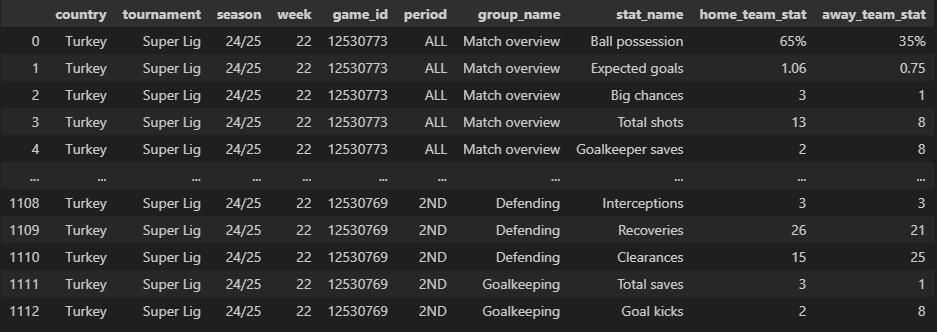 country tournament season week game_id period group_name stat_name home_team_stat away_team_stat
0 Turkey Super Lig 24/25 22 12530773 ALL Match overview Ball possession 65% 35%
1 Turkey Super Lig 24/25 22 12530773 ALL Match overview Expected goals 1.06 0.75
2 Turkey Super Lig 24/25 22 12530773 ALL Match overview Big chances 3 1
3 Turkey Super Lig 24/25 22 12530773 ALL Match overview Total shots 13 8
4 Turkey Super Lig 24/25 22 12530773 ALL Match overview Goalkeeper saves 2 8
... ... ... ... ... ... ... ... ... ... ...
1108 Turkey Super Lig 24/25 22 12530769 2ND Defending Interceptions 3 3
1109 Turkey Super Lig 24/25 22 12530769 2ND Defending Recoveries 26 21
1110 Turkey Super Lig 24/25 22 12530769 2ND Defending Clearances 15 25
1111 Turkey Super Lig 24/25 22 12530769 2ND Goalkeeping Total saves 3 1
1112 Turkey Super Lig 24/25 22 12530769 2ND Goalkeeping Goal kicks 2 8